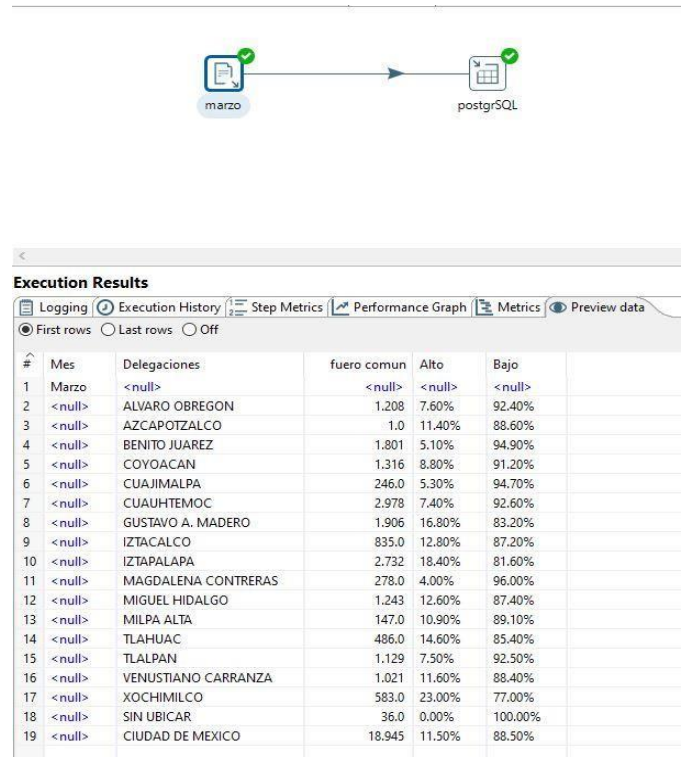 marzo postgrSQL
Execution Results
Logging Execution History Step Metrics Performance Graph Metrics Preview data
First rows Last rows Off
# Mes Delegaciones fuero comun Alto Bajo
1 Marzo <null> <null> <null> <null>
2 <null> ALVARO OBREGON 1.208 7.60% 92.40%
3 <null> AZCAPOTZALCO 1.0 11.40% 88.60%
4 <null> BENITO JUAREZ 1.801 5.10% 94.90%
5 <null> COYOACAN 1.316 8.80% 91.20%
6 <null> CUAJIMALPA 246.0 5.30% 94.70%
7 <null> CUAUHTEMOC 2.978 7.40% 92.60%
8 <null> GUSTAVO A. MADERO 1.906 16.80% 83.20%
9 <null> IZTACALCO 835.0 12.80% 87.20%
10 <null> IZTAPALAPA 2.732 18.40% 81.60%
11 <null> MAGDALENA CONTRERAS 278.0 4.00% 96.00%
12 <null> MIGUEL HIDALGO 1.243 12.60% 87.40%
13 <null> MILPA ALTA 147.0 10.90% 89.10%
14 <null> TLAHUAC 486.0 14.60% 85.40%
15 <null> TLALPAN 1.129 7.50% 92.50%
16 <null> VENUSTIANO CARRANZA 1.021 11.60% 88.40%
17 <null> XOCHIMILCO 583.0 23.00% 77.00%
18 <null> SIN UBICAR 36.0 0.00% 100.00%
19 <null> CIUDAD DE MEXICO 18.945 11.50% 88.50%